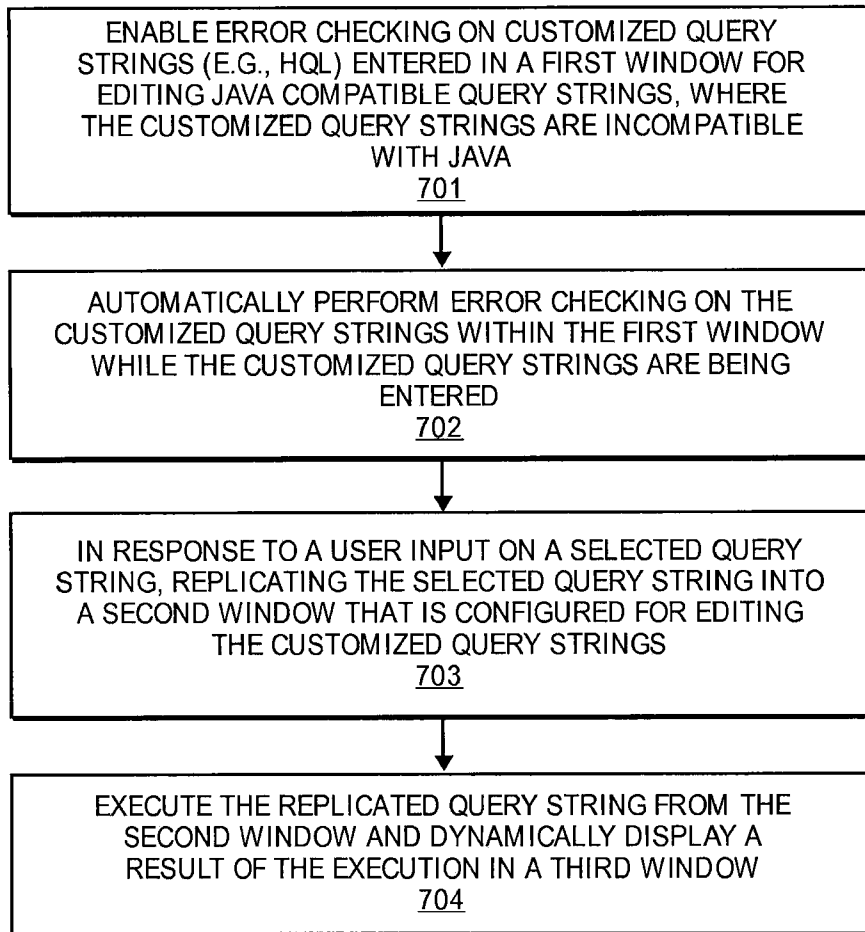 ENABLE ERROR CHECKING ON CUSTOMIZED QUERY
STRINGS (E.G., HQL) ENTERED IN A FIRST WINDOW FOR
EDITING JAVA COMPATIBLE QUERY STRINGS, WHERE
THE CUSTOMIZED QUERY STRINGS ARE INCOMPATIBLE
WITH JAVA
701
AUTOMATICALLY PERFORM ERROR CHECKING ON THE
CUSTOMIZED QUERY STRINGS WITHIN THE FIRST WINDOW
WHILE THE CUSTOMIZED QUERY STRINGS ARE BEING
ENTERED
702
IN RESPONSE TO A USER INPUT ON A SELECTED QUERY
STRING, REPLICATING THE SELECTED QUERY STRING INTO
A SECOND WINDOW THAT IS CONFIGURED FOR EDITING
THE CUSTOMIZED QUERY STRINGS
703
EXECUTE THE REPLICATED QUERY STRING FROM THE
SECOND WINDOW AND DYNAMICALLY DISPLAY A
RESULT OF THE EXECUTION IN A THIRD WINDOW
704